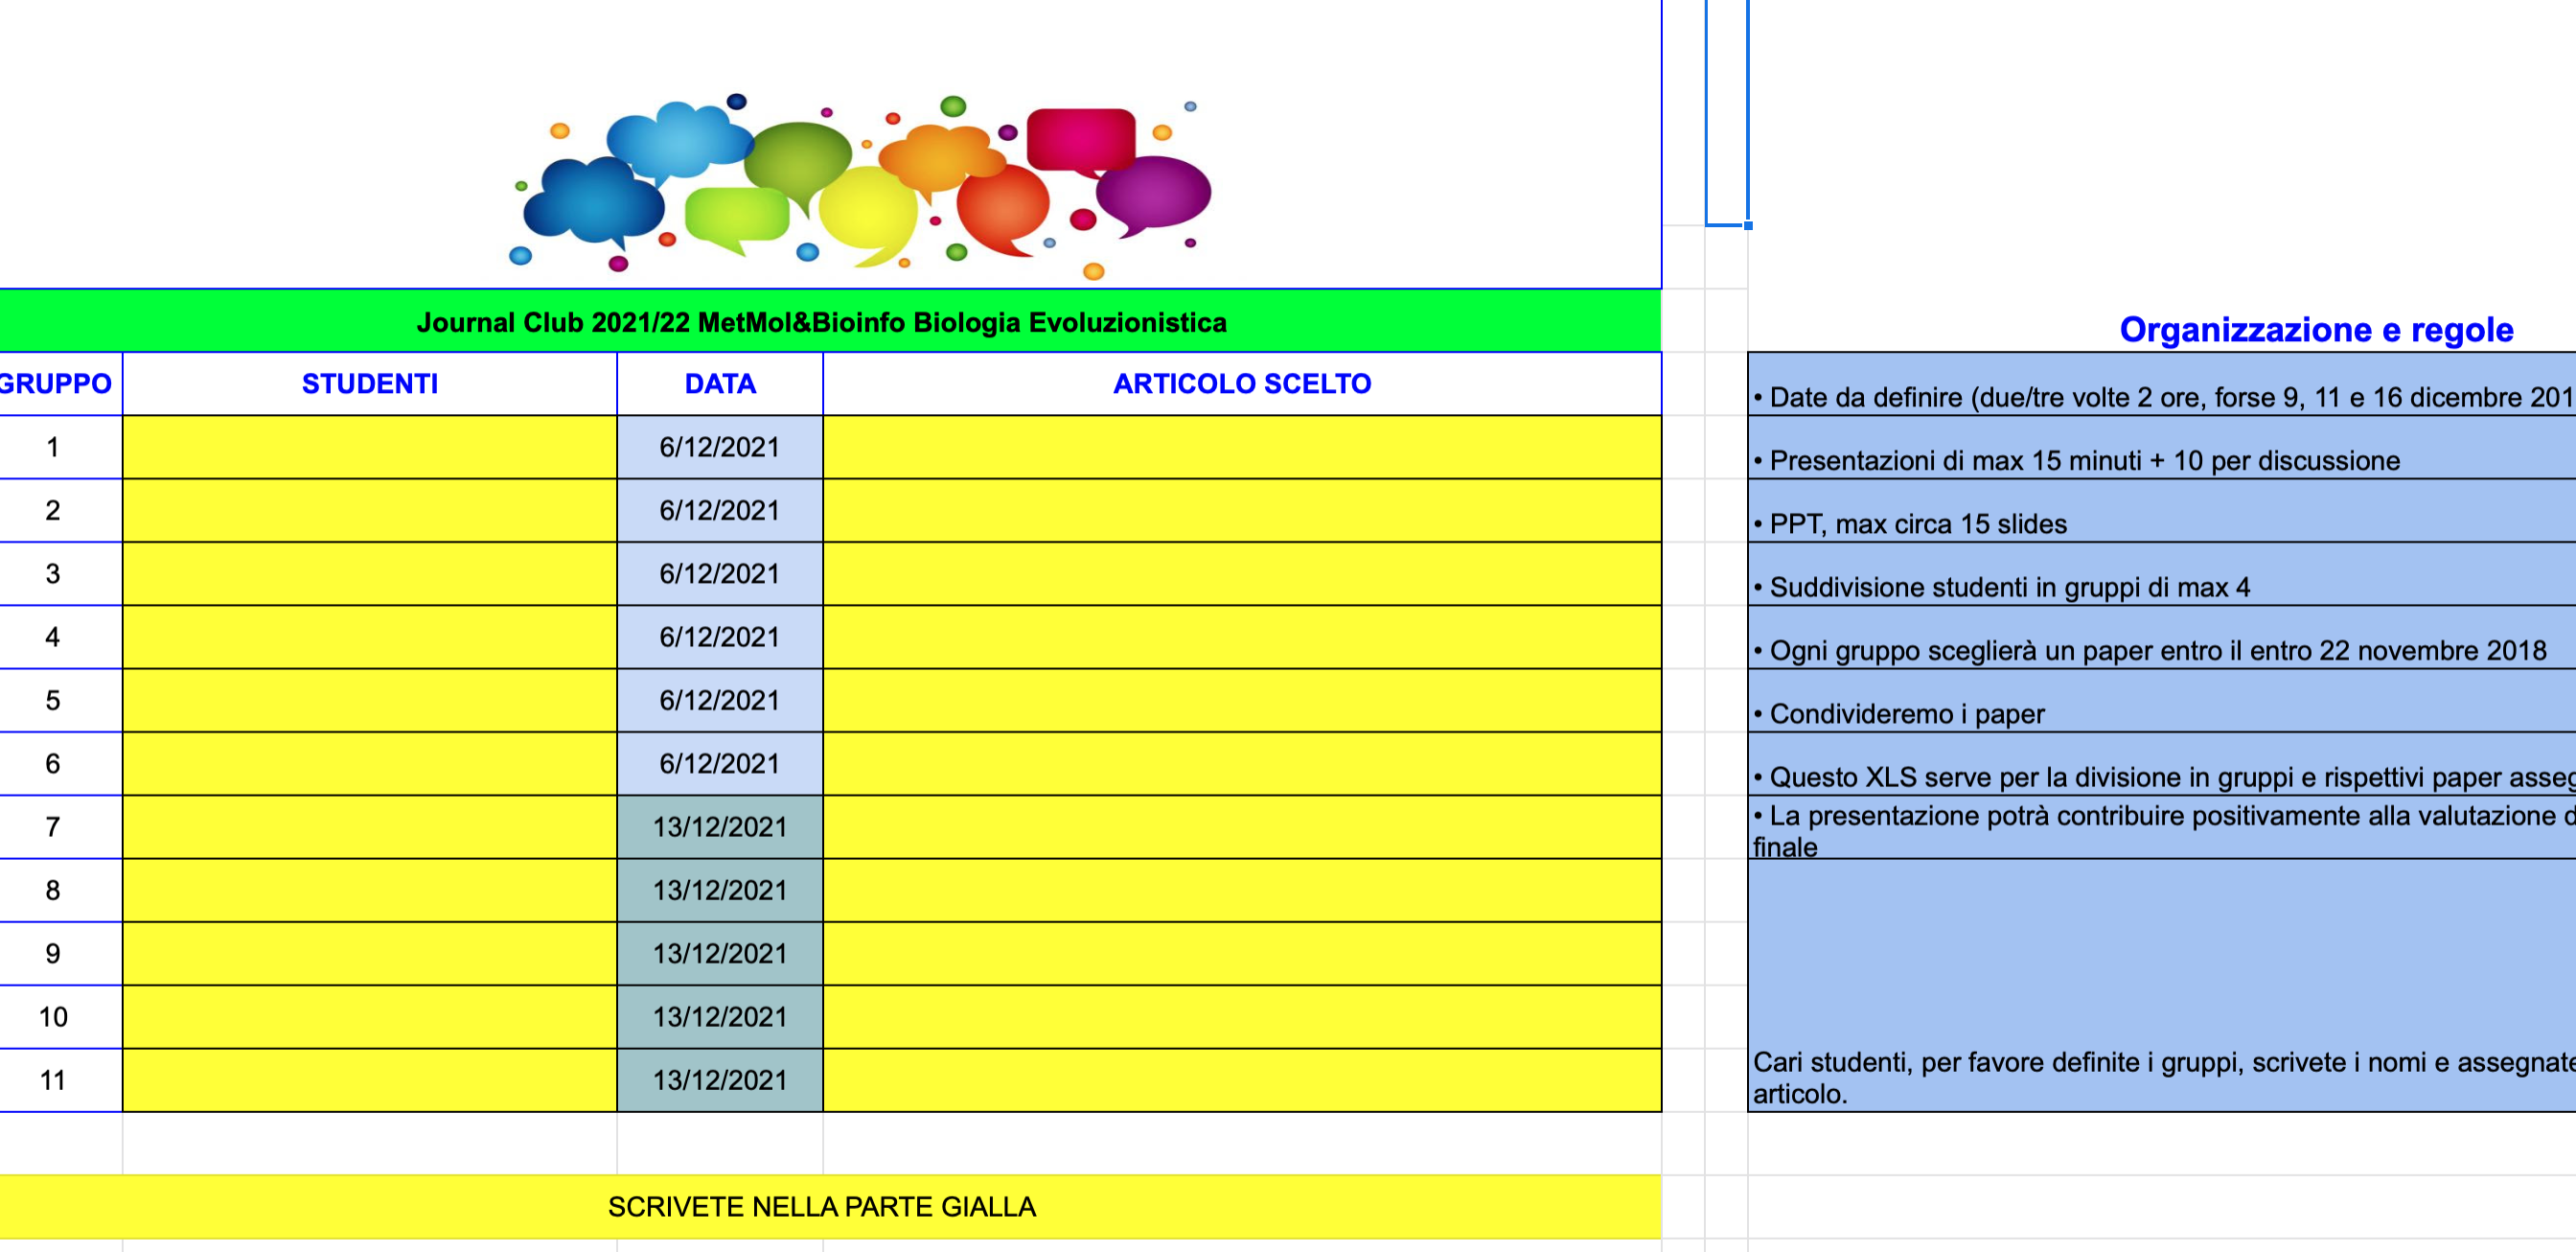 Journal Club 2021/22 MetMol&Bioinfo Biologia Evoluzionistica
GRUPPO STUDENTI DATA ARTICOLO SCELTO
1 6/12/2021
2 6/12/2021
3 6/12/2021
4 6/12/2021
5 6/12/2021
6 6/12/2021
7 13/12/2021
8 13/12/2021
9 13/12/2021
10 13/12/2021
11 13/12/2021
SCRIVETE NELLA PARTE GIALLA
Organizzazione e regole
• Date da definire (due/tre volte 2 ore, forse 9, 11 e 16 dicembre 201
• Presentazioni di max 15 minuti + 10 per discussione
• PPT, max circa 15 slides
• Suddivisione studenti in gruppi di max 4
• Ogni gruppo sceglierà un paper entro il entro 22 novembre 2018
• Condivideremo i paper
• Questo XLS serve per la divisione in gruppi e rispettivi paper
• La presentazione potrà contribuire positivamente alla valutazione
finale
Cari studenti, per favore definite i gruppi, scrivete i nomi e assegnate
articolo.